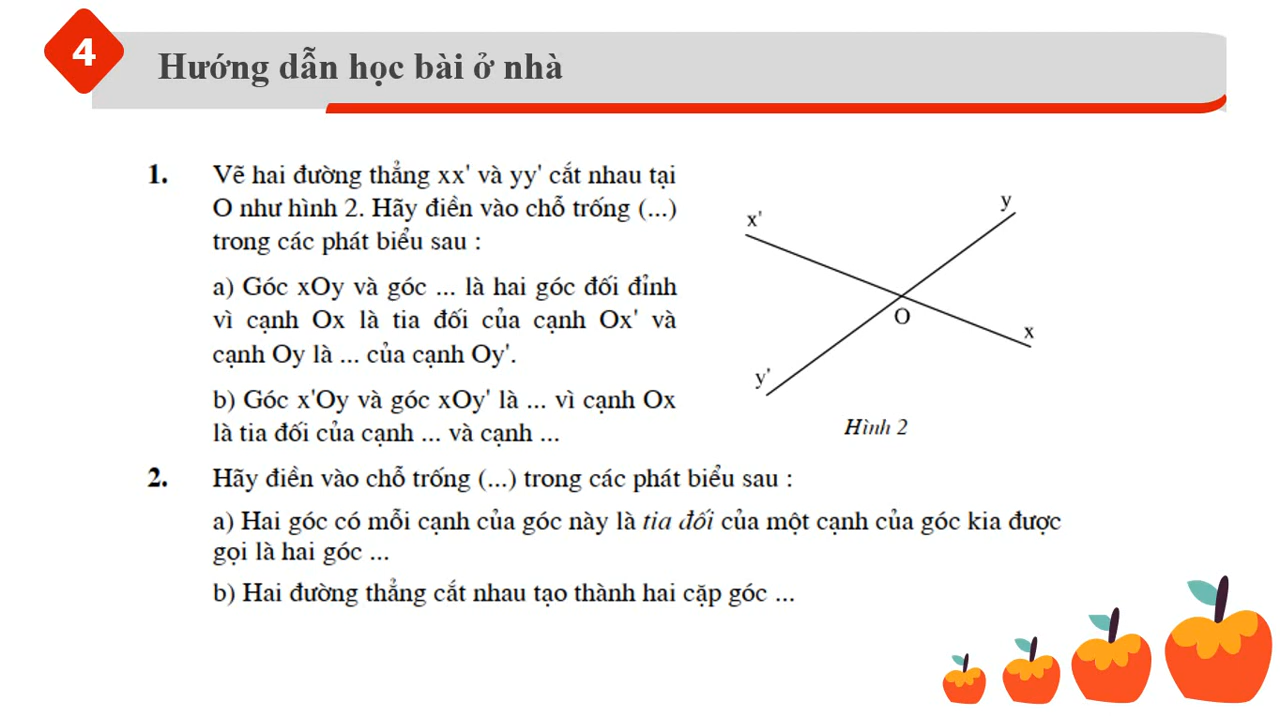 4
Hướng dẫn học bài ở nhà
1. Vẽ hai đường thẳng xx' và yy' cắt nhau tại
O như hình 2. Hãy điền vào chỗ trống (...)
trong các phát biểu sau :
a) Góc xOy và góc ... là hai góc đối đỉnh
vì cạnh Ox là tia đối của cạnh Ox' và
cạnh Oy là ... của cạnh Oy'.
b) Góc x'Oy và góc xOy' là ... vì cạnh Ox
là tia đối của cạnh ... và cạnh ...
x'
y
O
x
y'
Hình 2
2. Hãy điền vào chỗ trống (...) trong các phát biểu sau :
a) Hai góc có mỗi cạnh của góc này là tia đối của một cạnh của góc kia được
gọi là hai góc ...
b) Hai đường thẳng cắt nhau tạo thành hai cặp góc ...